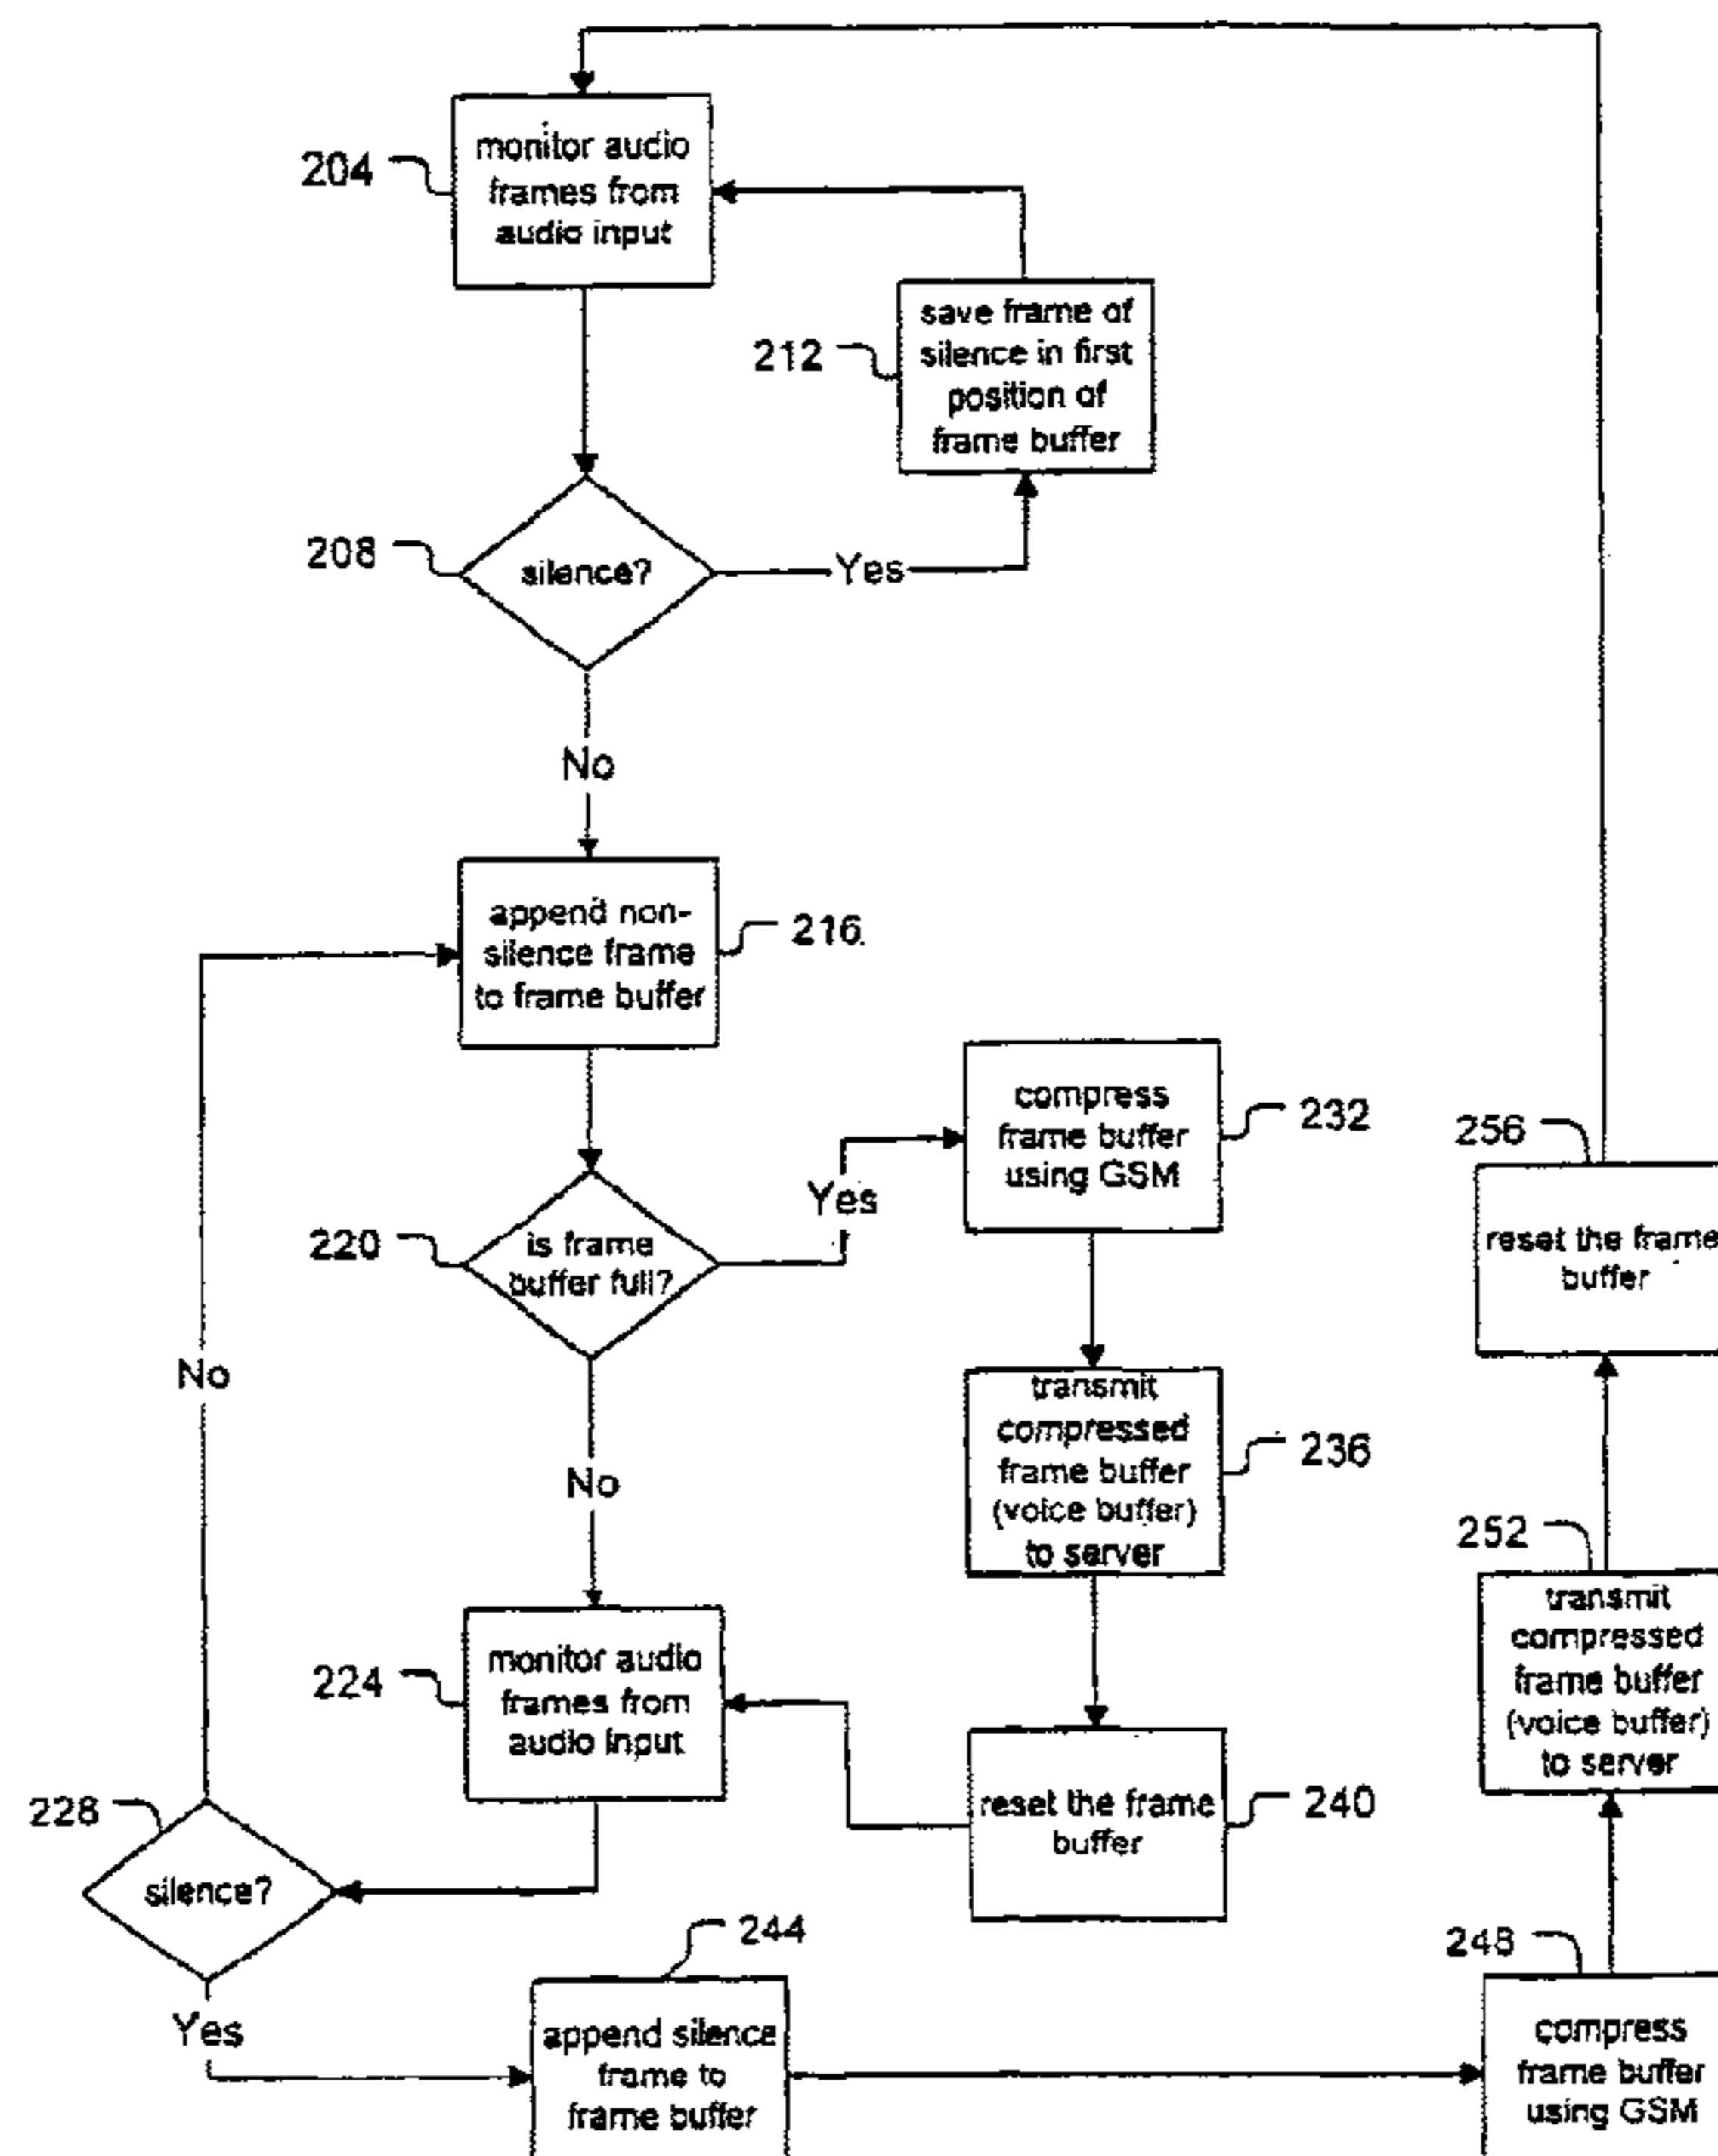 204
monitor audio
frames from
audio input
212
save frame of
silence in first
position of
frame buffer
208
silence?
Yes
No
append non-
silence frame
to frame buffer
216.
220
is frame
buffer full?
Yes
compress
frame buffer
using GSM
232
transmit
compressed
frame buffer
(voice buffer)
to server
236
No
No
224
monitor audio
frames from
audio input
reset the frame
buffer
240
228
silence?
Yes
244
append silence
frame to
frame buffer
248
compress
frame buffer
using GSM
252
transmit
compressed
frame buffer
(voice buffer)
to server
256
reset the frame
buffer